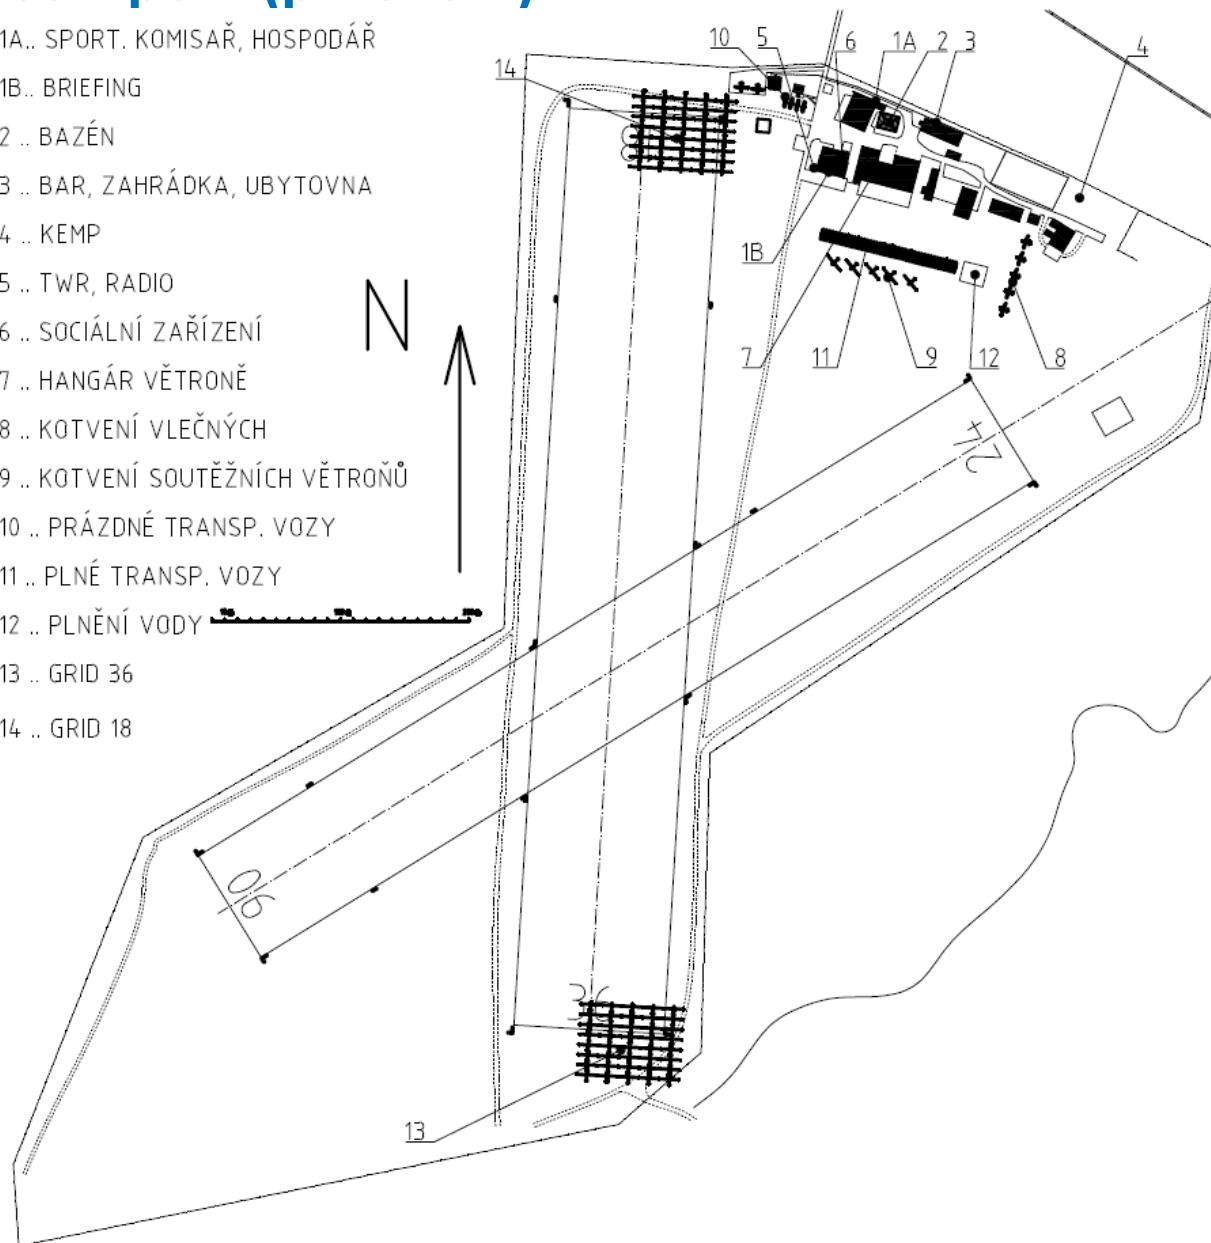 1A.. SPORT. KOMISAŘ, HOSPODÁŘ
1B.. BRIEFING
2 .. BAZÉN
3 .. BAR, ZAHRÁDKA, UBYTOVNA
4 .. KEMP
5 .. TWR, RADIO
6 .. SOCIÁLNÍ ZAŘÍZENÍ
7 .. HANGÁR VĚTRONĚ
8 .. KOTVENÍ VLEČNÝCH
9 .. KOTVENÍ SOUTĚŽNÍCH VĚTROŇŮ
10 .. PRÁZDNÉ TRANSP. VOZY
11 .. PLNÉ TRANSP. VOZY
12 .. PLNĚNÍ VODY
13 .. GRID 36
14 .. GRID 18
N
10 5 6 1A 2 3 4
14
1B
7 11 9 12 8
24
06
36
13